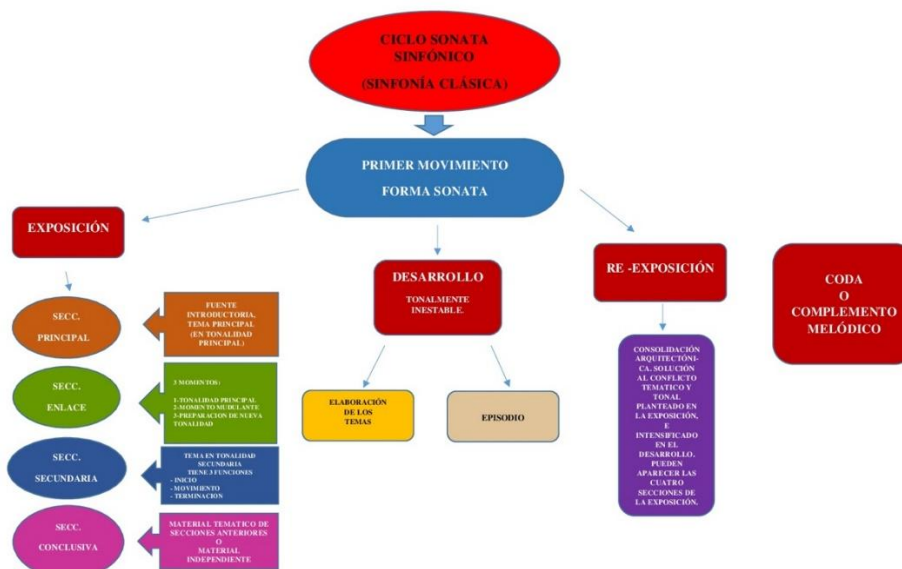 CICLO SONATA
SINFÓNICO
(SINFONÍA CLÁSICA)
PRIMER MOVIMIENTO
FORMA SONATA
EXPOSICIÓN
SECC.
PRINCIPAL
FUENTE
INTRODUCTORIA,
TEMA PRINCIPAL
(EN TONALIDAD
PRINCIPAL)
SECC.
ENLACE
3 MOMENTOS:
1-TONALIDAD PRINCIPAL
2-MOMENTO MUDULANTE
3-PREPARACION DE NUEVA
TONALIDAD
SECC.
SECUNDARIA
TEMA EN TONALIDAD
SECUNDARIA
TIENE 3 FUNCIONES
- INICIO
- MOVIMIENTO
- TERMINACION
SECC.
CONCLUSIVA
MATERIAL TEMATICO DE
SECCIONES ANTERIORES
O
MATERIAL
INDEPENDIENTE
DESARROLLO
TONALMENTE
INESTABLE.
ELABORACIÓN
DE LOS
TEMAS
EPISODIO
RE -EXPOSICIÓN
CONSOLIDACIÓN
ARQUITECTÓNI-
CA. SOLUCIÓN
AL CONFLICTO
TEMATICO Y
TONAL
PLANTEADO EN
LA EXPOSICIÓN,
E
INTENSIFICADO
EN EL
DESARROLLO.
PUEDEN
APARECER LAS
CUATRO
SECCIONES DE
LA EXPOSICIÓN.
CODA
O
COMPLEMENTO
MELÓDICO